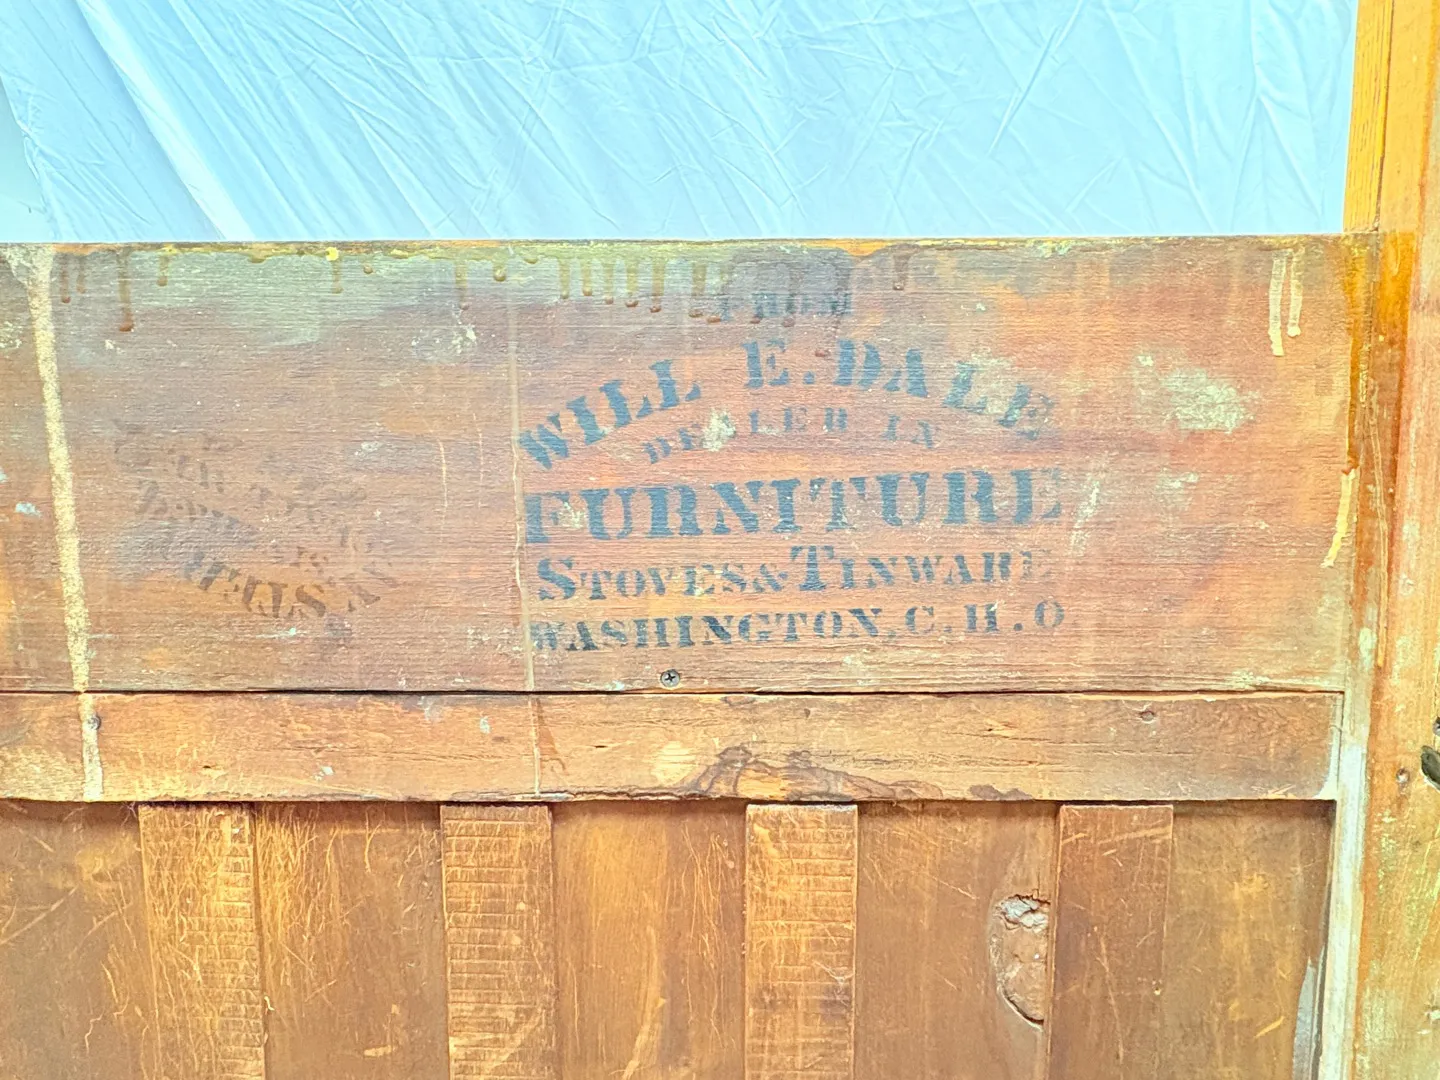 FROM
WILL E. DALE
DEALER IN
FURNITURE
STOVES & TINWARE
WASHINGTON, C. H. O